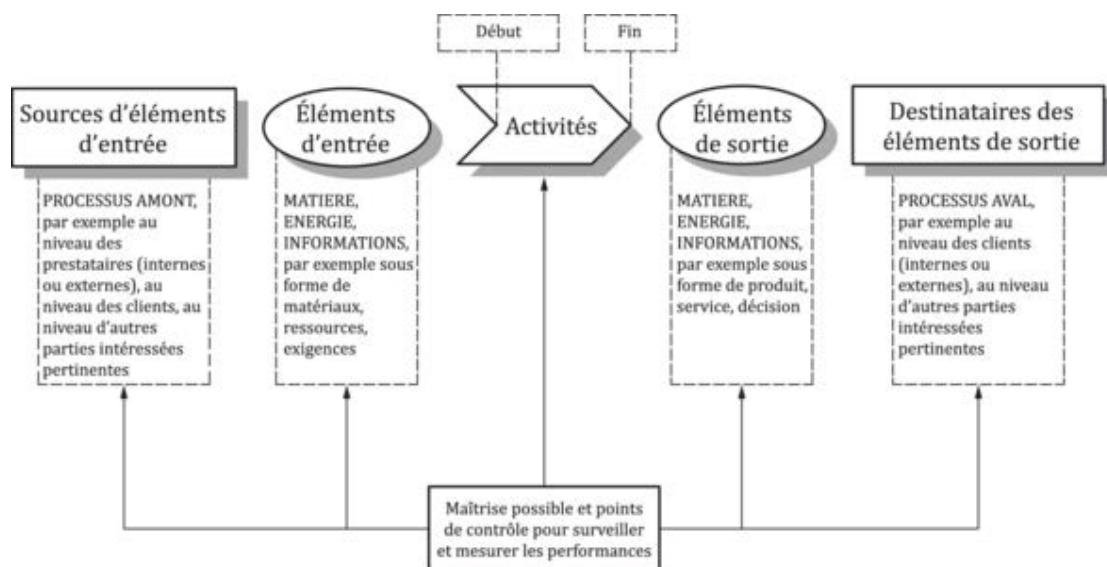 Début
Fin
Sources d'éléments
d'entrée
Éléments
d'entrée
Activités
Éléments
de sortie
Destinataires des
éléments de sortie
PROCESSUS AMONT,
par exemple au
niveau des
prestataires (internes
ou externes), au
niveau des clients, au
niveau d'autres
parties intéressées
pertinentes
MATIERE,
ENERGIE,
INFORMATIONS,
par exemple sous
forme de
matériaux,
ressources,
exigences
MATIERE,
ENERGIE,
INFORMATIONS,
par exemple sous
forme de produit,
service, décision
PROCESSUS AVAL,
par exemple au
niveau des clients
(internes ou
externes), au niveau
d'autres parties
intéressées
pertinentes
Maîtrise possible et points
de contrôle pour surveiller
et mesurer les performances